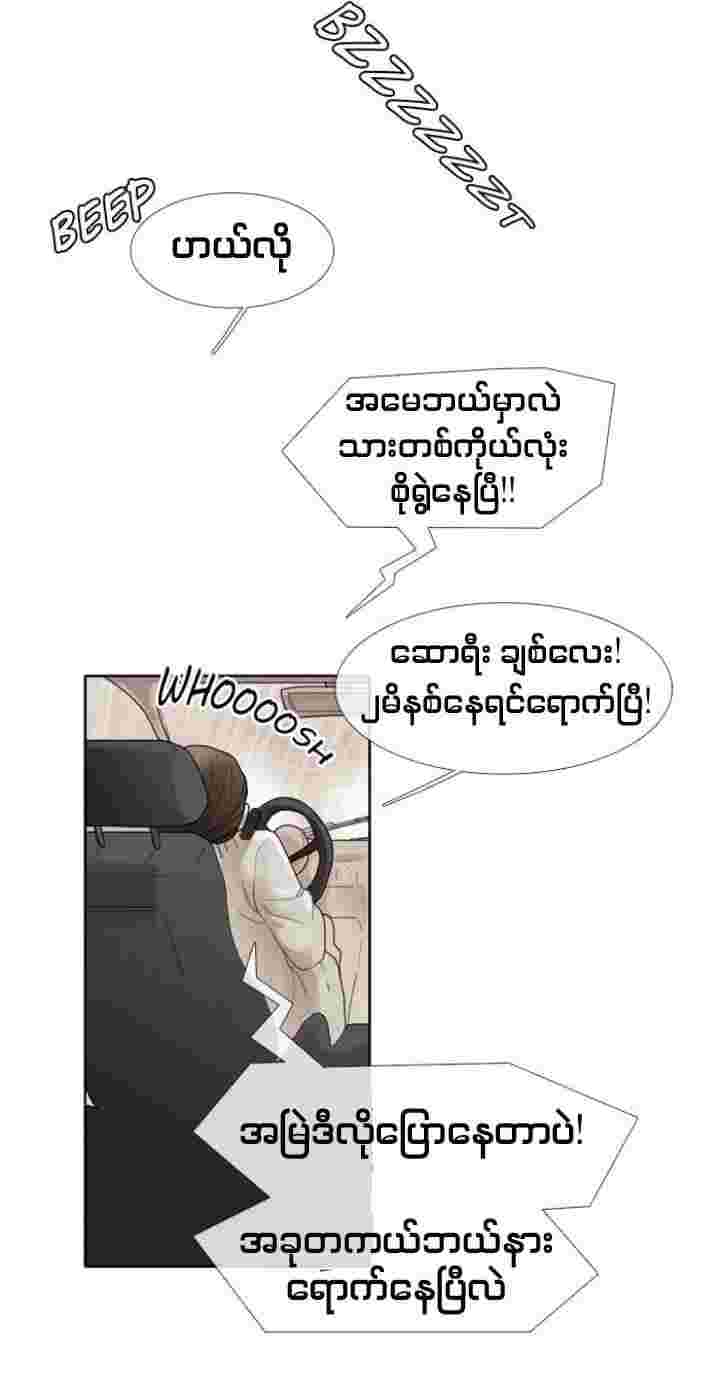 BZZZZZZT
BEEP
ဟယ်လို
အမေဘယ်မှာလဲ
သားတစ်ကိုယ်လုံး
စိုရွှဲနေပြီ!!
ဆောရီး ချစ်လေး!
၂မိနစ်နေရင်ရောက်ပြီ!
WHOOOOSH
အမြဲဒီလိုပြောနေတာပဲ!
အခုတကယ်ဘယ်နား
ရောက်နေပြီလဲ